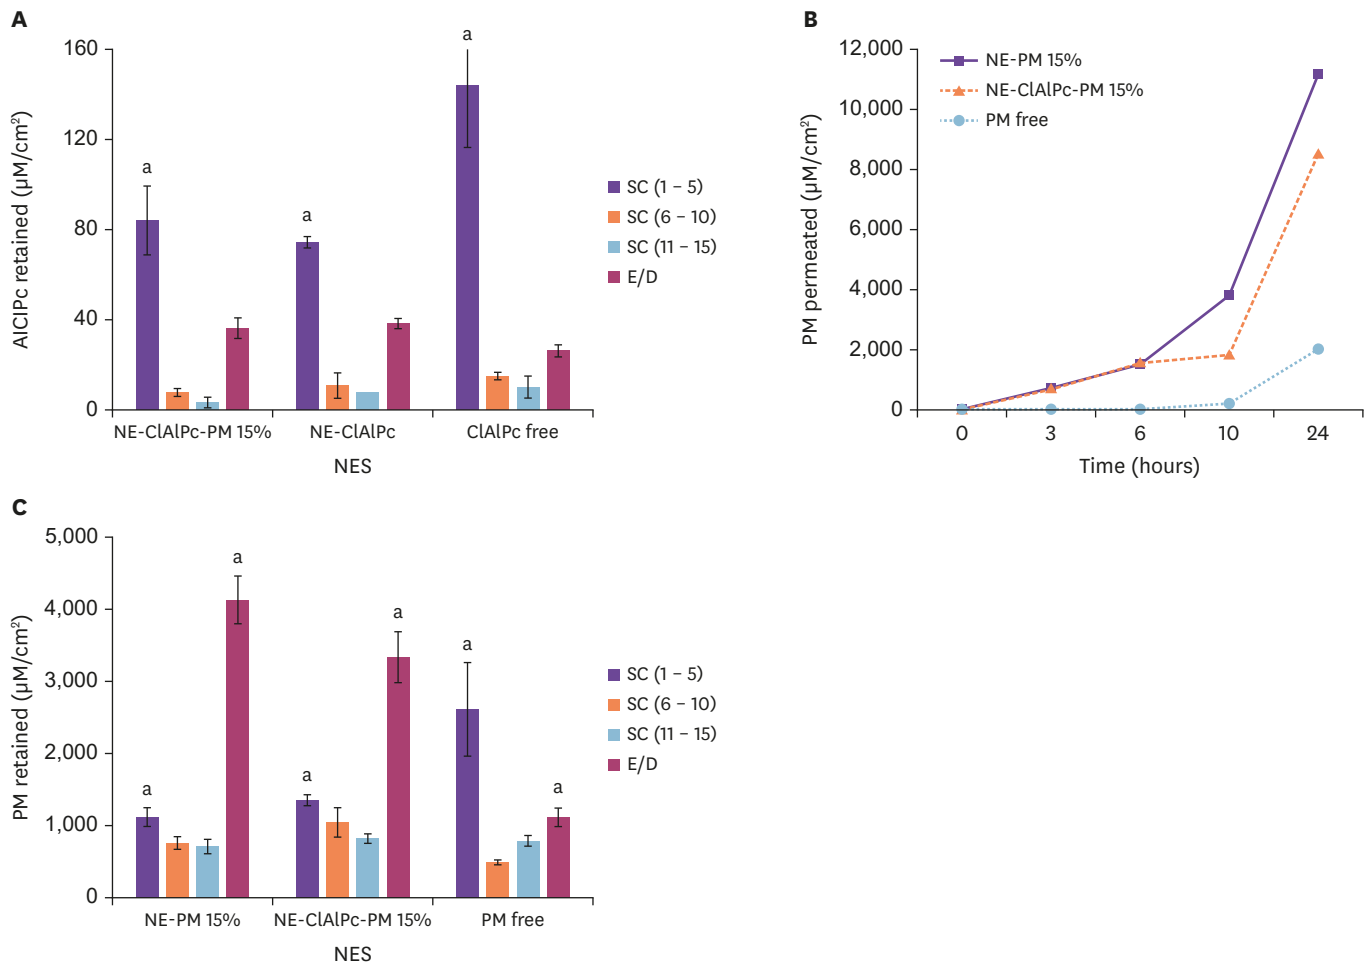 A
AlClPc retained (µM/cm²)
160
120
80
40
0
a
a
a
NE-ClAlPc-PM 15%
NE-ClAlPc
ClAlPc free
NES
SC (1 – 5)
SC (6 – 10)
SC (11 – 15)
E/D
B
PM permeated (µM/cm²)
12,000
10,000
8,000
6,000
4,000
2,000
0
NE-PM 15%
NE-ClAlPc-PM 15%
PM free
0
3
6
10
24
Time (hours)
C
PM retained (µM/cm²)
5,000
4,000
3,000
2,000
1,000
0
a
a
a
a
a
a
NE-PM 15%
NE-ClAlPc-PM 15%
PM free
NES
SC (1 – 5)
SC (6 – 10)
SC (11 – 15)
E/D